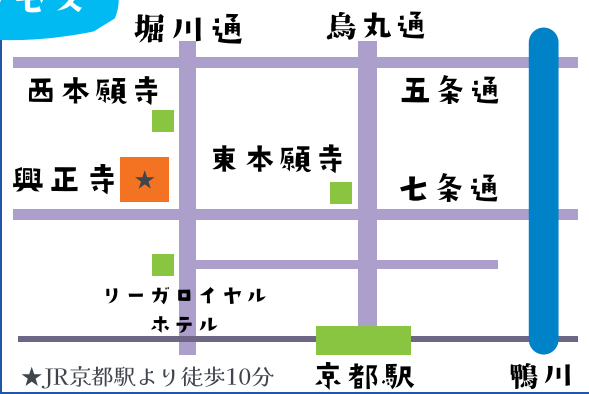 セス
堀川通
烏丸通
西本願寺
五条通
東本願寺
興正寺
★
七条通
リーガロイヤル
ホテル
★JR京都駅より徒歩10分
京都駅
鴨川